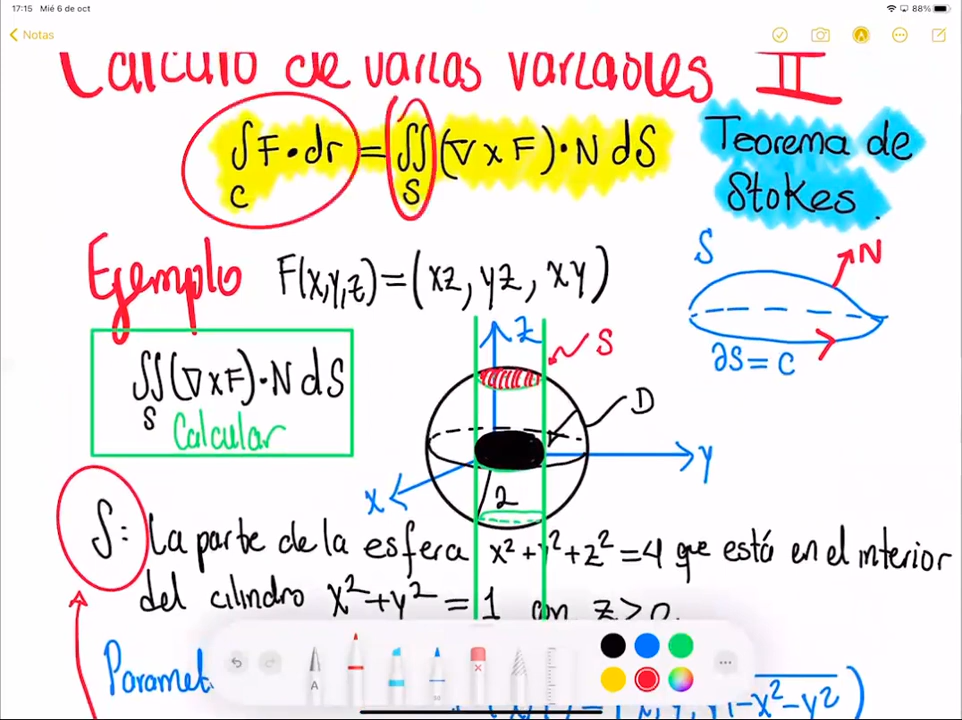 17:15 Mié 6 de oct
88%
Notas
Calculo de varias variables II
∫F·dr = ∬(∇xF)·N dS
C
S
Teorema de
Stokes.
Ejemplo F(x,y,z)=(xz, yz, xy)
S
N
∂S=C
∬(∇xF)·N dS
S
Calcular
z
S
D
y
x
2
S: La parte de la esfera x²+y²+z²=4 que está en el interior
del cilindro x²+y²=1 con z>0.
Paramet
A
-x²-y² )